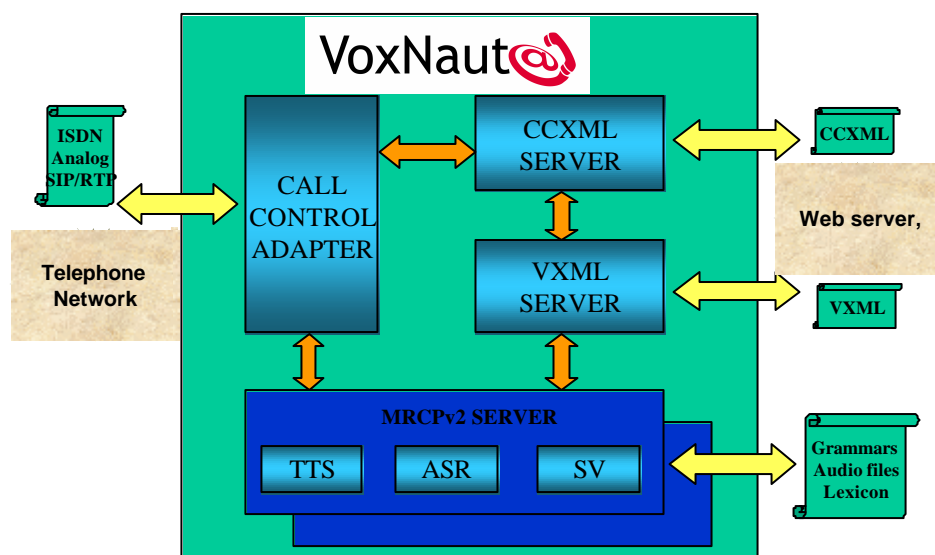 VoxNaut@
ISDN
Analog
SIP/RTP
Telephone
Network
CALL
CONTROL
ADAPTER
CCXML
SERVER
VXML
SERVER
CCXML
Web server,
VXML
MRCPv2 SERVER
TTS
ASR
SV
Grammars
Audio files
Lexicon